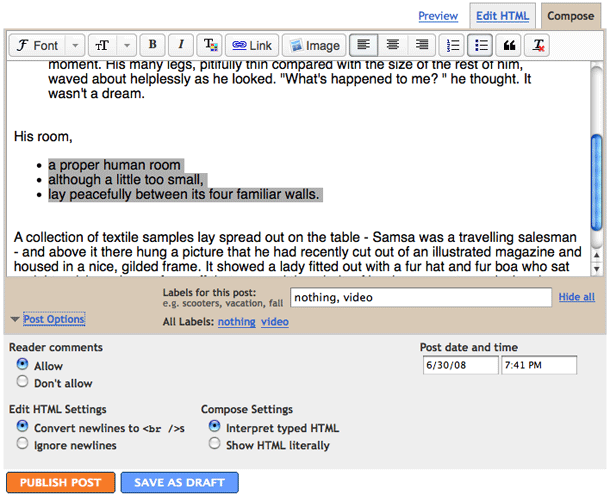 Preview Edit HTML Compose
Font T B I T Link Image T
moment. His many legs, pitifully thin compared with the size of the rest of him,
waved about helplessly as he looked. "What's happened to me? " he thought. It
wasn't a dream.
His room,
a proper human room
although a little too small,
lay peacefully between its four familiar walls.
A collection of textile samples lay spread out on the table - Samsa was a travelling salesman
- and above it there hung a picture that he had recently cut out of an illustrated magazine and
housed in a nice, gilded frame. It showed a lady fitted out with a fur hat and fur boa who sat
Labels for this post:
e.g. scooters, vacation, fall
nothing, video
Hide all
Post Options
All Labels: nothing video
Reader comments
Allow
Don't allow
Post date and time
6/30/08 7:41 PM
Edit HTML Settings
Convert newlines to <br />s
Ignore newlines
Compose Settings
Interpret typed HTML
Show HTML literally
PUBLISH POST SAVE AS DRAFT